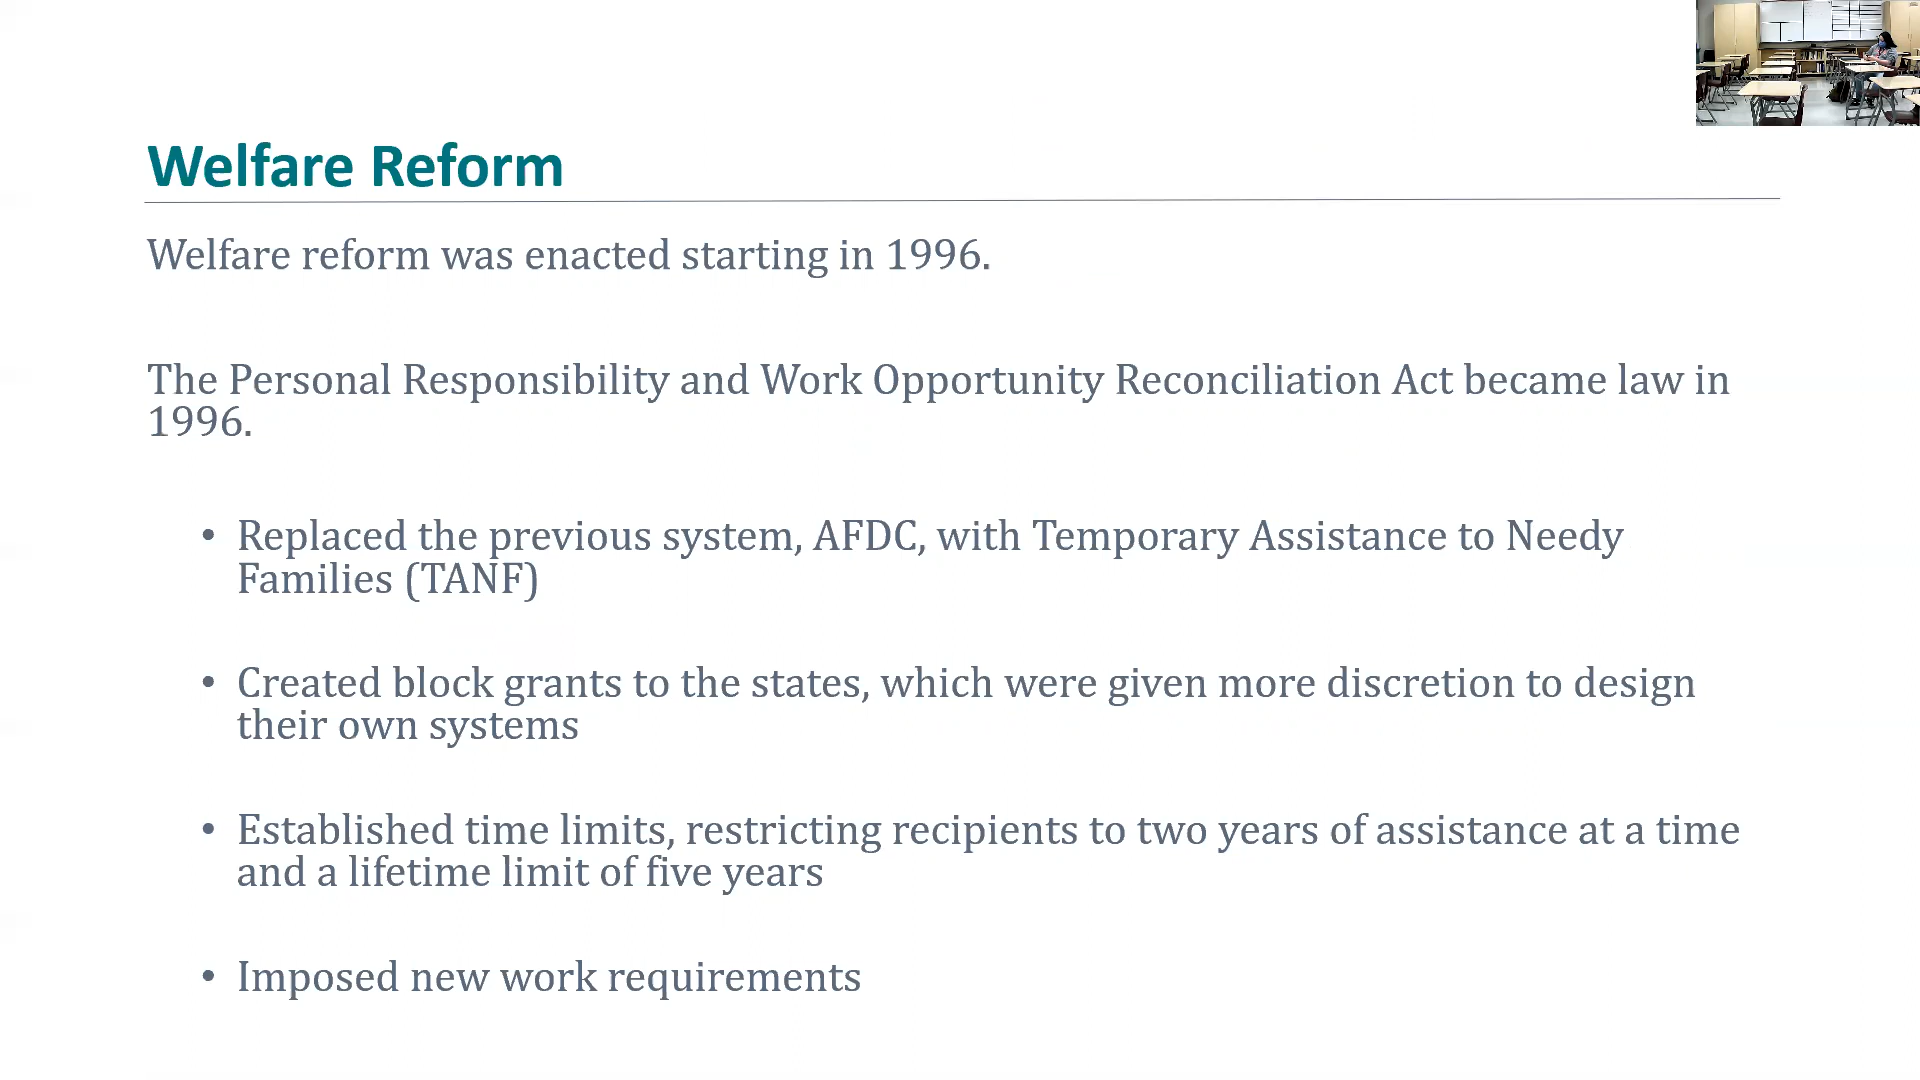 Welfare Reform
Welfare reform was enacted starting in 1996.
The Personal Responsibility and Work Opportunity Reconciliation Act became law in
1996.
• Replaced the previous system, AFDC, with Temporary Assistance to Needy
Families (TANF)
• Created block grants to the states, which were given more discretion to design
their own systems
• Established time limits, restricting recipients to two years of assistance at a time
and a lifetime limit of five years
• Imposed new work requirements